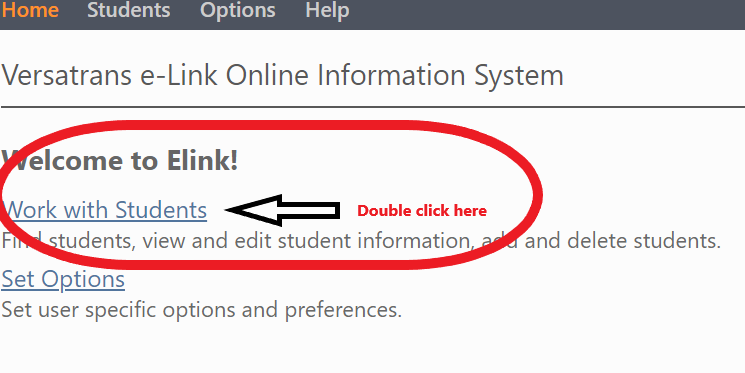 Home Students Options Help
Versatrans e-Link Online Information System
Welcome to Elink!
Work with Students Double click here
Find students, view and edit student information, add and delete students.
Set Options
Set user specific options and preferences.